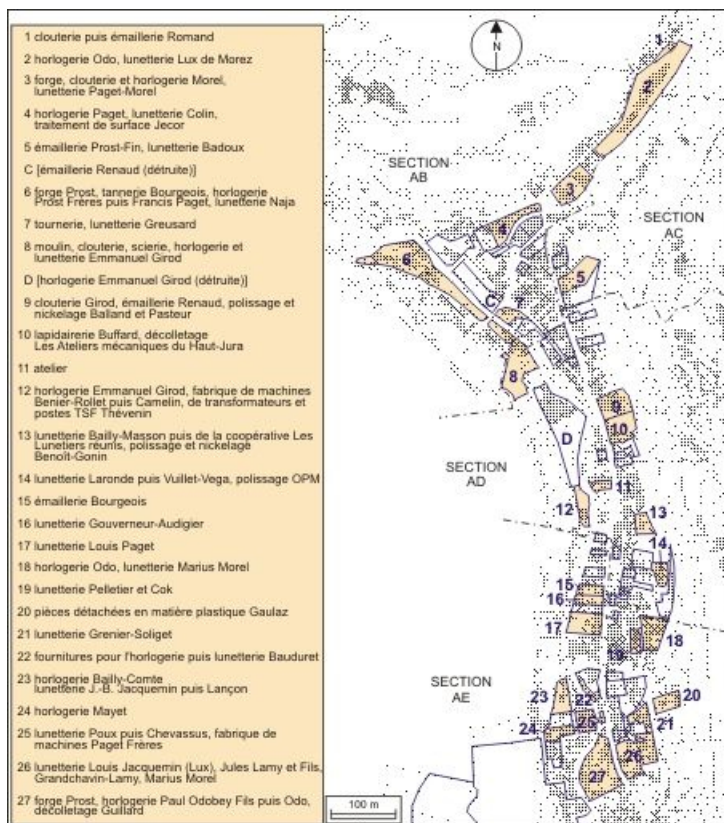 1 clouterie puis émaillerie Romand
2 horlogerie Odo, lunetterie Lux de Morez
3 forge, clouterie et horlogerie Morel,
lunetterie Paget-Morel
4 horlogerie Paget, lunetterie Colin,
traitement de surface Jecor
5 émaillerie Prost-Fin, lunetterie Badoux
C [émaillerie Renaud (détruite)]
6 forge Prost, tannerie Bourgeois, horlogerie
Prost Frères puis Francis Paget, lunetterie Naja
7 tournerie, lunetterie Greusard
8 moulin, clouterie, scierie, horlogerie et
lunetterie Emmanuel Girod
D [horlogerie Emmanuel Girod (détruite)]
9 clouterie Girod, émaillerie Renaud, polissage et
nickelage Balland et Pasteur
10 lapidairerie Buffard, décolletage
Les Ateliers mécaniques du Haut-Jura
11 atelier
12 horlogerie Emmanuel Girod, fabrique de machines
Benier-Rollet puis Camelin, de transformateurs et
postes TSF Thévenin
13 lunetterie Bailly-Masson puis de la coopérative Les
Lunetiers réunis, polissage et nickelage
Benoît-Gonin
14 lunetterie Laronde puis Vuillet-Vega, polissage OPM
15 émaillerie Bourgeois
16 lunetterie Gouverneur-Audigier
17 lunetterie Louis Paget
18 horlogerie Odo, lunetterie Marius Morel
19 lunetterie Pelletier et Cok
20 pièces détachées en matière plastique Gaulaz
21 lunetterie Grenier-Soliget
22 fournitures pour l'horlogerie puis lunetterie Bauduret
23 horlogerie Bailly-Comte
lunetterie J.-B. Jacquemin puis Lançon
24 horlogerie Mayet
25 lunetterie Poux puis Chevassus, fabrique de
machines Paget Frères
26 lunetterie Louis Jacquemin (Lux), Jules Lamy et Fils,
Grandchavin-Lamy, Marius Morel
27 forge Prost, horlogerie Paul Odobey Fils puis Odo,
décolletage Guillard
N
1
2
SECTION
AB
3
SECTION
AC
4
6
5
C
7
8
9
10
D
SECTION
AD
11
12
13
14
15
16
17
18
19
SECTION
AE
23
22
20
24
25
21
26
27
100 m